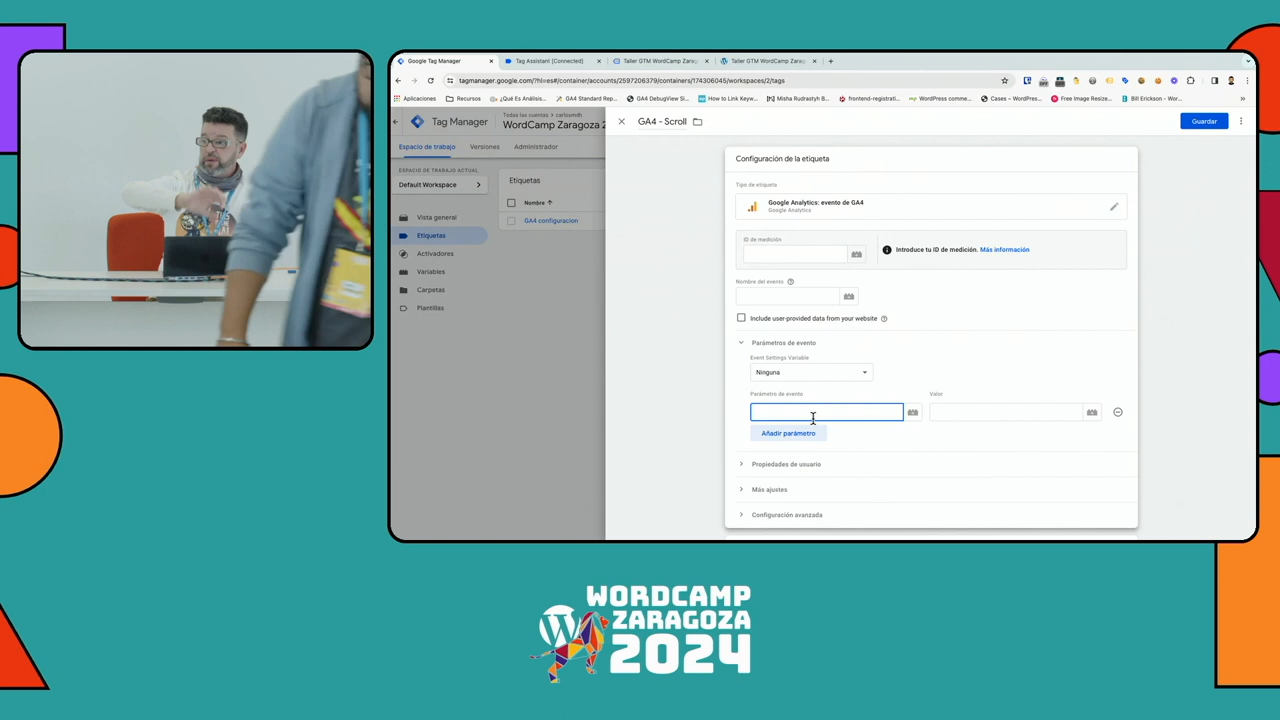 Google Tag Manager
Tag Assistant [Connected]
Taller GTM WordCamp Zarag
Taller GTM WordCamp Zarag
tagmanager.google.com/?hl=es#/container/accounts/2597206379/containers/174306045/workspaces/2/tags
Aplicaciones
Recursos
¿Qué Es Análisis...
GA4 Standard Rep...
GA4 DebugView Sl...
How to Link Keyw...
Misha Rudrastyh B...
frontend-registrati...
WordPress comme...
Cases – WordPres...
Free Image Resize...
Bill Erickson - Wor...
Tag Manager
Todas las cuentas > carlosmdh
WordCamp Zaragoza 2
Espacio de trabajo
Versiones
Administrador
ESPACIO DE TRABAJO ACTUAL
Default Workspace
Vista general
Etiquetas
Activadores
Variables
Carpetas
Plantillas
Etiquetas
Nombre
GA4 configuracion
GA4 - Scroll
Guardar
Configuración de la etiqueta
Tipo de etiqueta
Google Analytics: evento de GA4
Google Analytics
ID de medición
Introduce tu ID de medición. Más información
Nombre del evento
Include user-provided data from your website
Parámetros de evento
Event Settings Variable
Ninguna
Parámetro de evento
Valor
Añadir parámetro
Propiedades de usuario
Más ajustes
Configuración avanzada
WORDCAMP
ZARAGOZA
2024